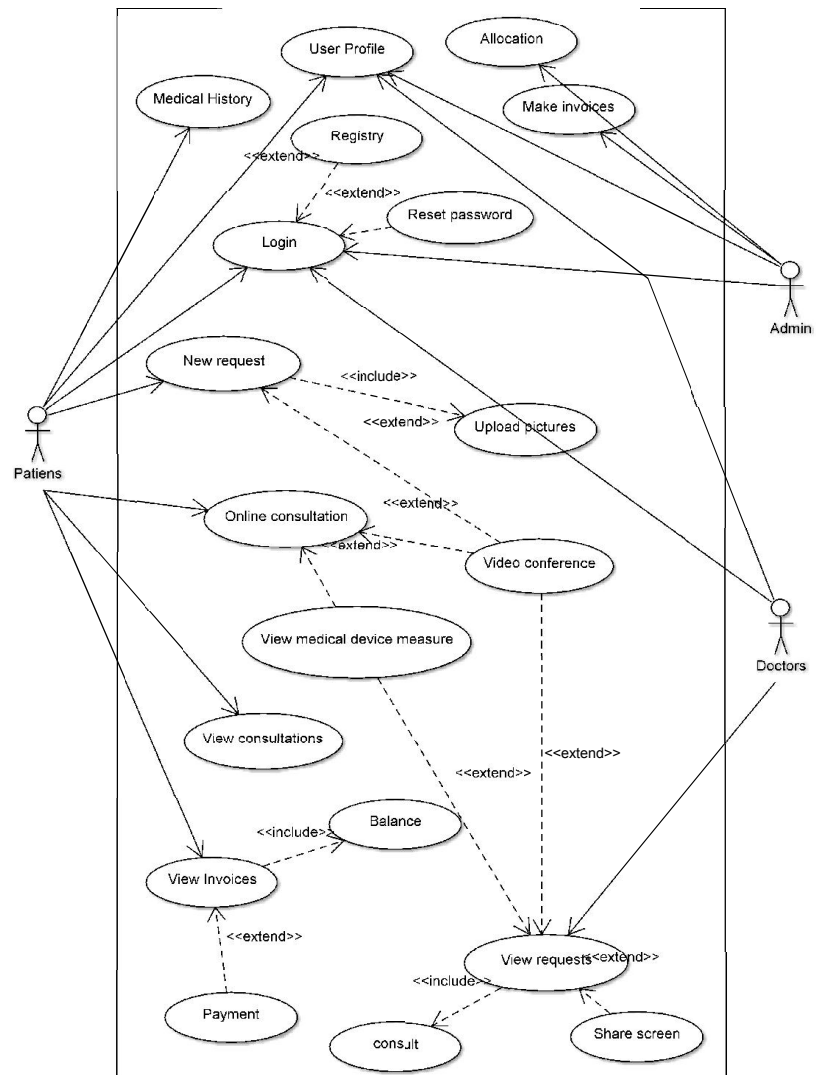 Allocation
User Profile
Medical History
Make invoices
Registry
<<extend>>
<<extend>>
Reset password
Login
Admin
New request
<<include>>
<<extend>>
Upload pictures
Patiens
<<extend>>
Online consultation
<<extend>>
Video conference
View medical device measure
Doctors
View consultations
<<extend>>
<<extend>>
Balance
<<include>>
View Invoices
<<extend>>
View requests
<<extend>>
<<include>>
Payment
Share screen
consult